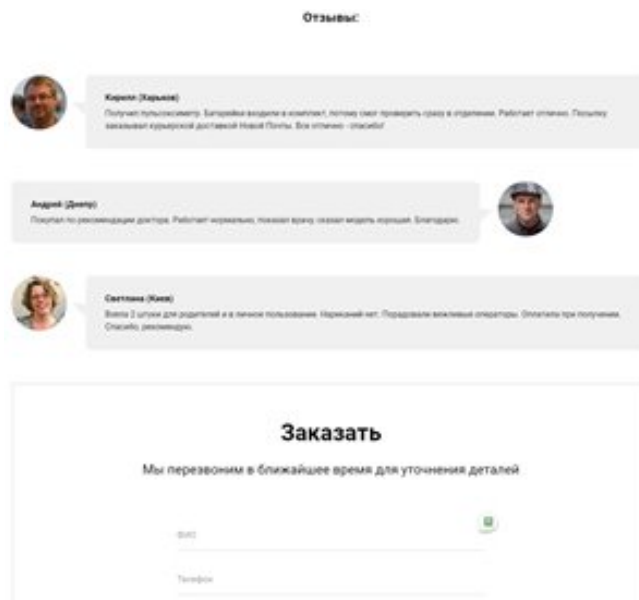 Отзывы:
Кирилл (Харьков)
Получил пульсоксиметр. Батарейки входили в комплект, потому смог проверить сразу в отделении. Работает отлично. Посылку
заказывал курьерской доставкой Новой Почты. Все отлично - спасибо!
Андрей (Днепр)
Покупал по рекомендации доктора. Работает нормально, показал врачу, сказал модель хорошая. Благодарю.
Светлана (Киев)
Взяла 2 штуки для родителей и в личное пользование. Нареканий нет. Порадовали вежливые операторы. Оплатила при получении.
Спасибо, рекомендую.
Заказать
Мы перезвоним в ближайшее время для уточнения деталей
ФИО
Телефон